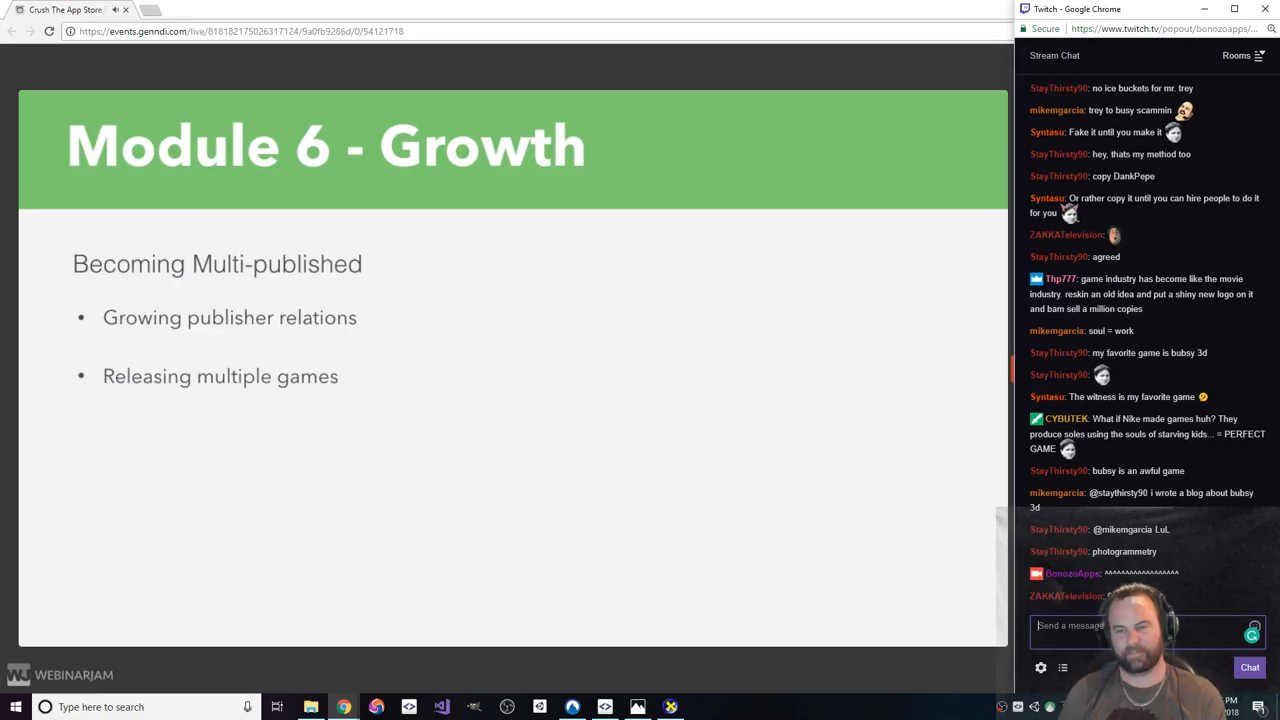 Crush The App Store
Twitch - Google Chrome
https://events.genndi.com/live/818182175026317124/9a0fb9286d/0/54121718
Secure https://www.twitch.tv/popout/bonozoapps/...
Stream Chat
Rooms
Module 6 - Growth
Becoming Multi-published
• Growing publisher relations
• Releasing multiple games
WJ WEBINARJAM
StayThirsty90: no ice buckets for mr. trey
mikemgarcia: trey to busy scammin
Syntasu: Fake it until you make it
StayThirsty90: hey, thats my method too
StayThirsty90: copy DankPepe
Syntasu: Or rather copy it until you can hire people to do it
for you
ZAKKATelevision:
StayThirsty90: agreed
Thp777: game industry has become like the movie
industry. reskin an old idea and put a shiny new logo on it
and bam sell a million copies
mikemgarcia: soul = work
StayThirsty90: my favorite game is bubsy 3d
StayThirsty90:
Syntasu: The witness is my favorite game
CYBUTEK: What if Nike made games huh? They
produce soles using the souls of starving kids... = PERFECT
GAME
StayThirsty90: bubsy is an awful game
mikemgarcia: @staythirsty90 i wrote a blog about bubsy
3d
StayThirsty90: @mikemgarcia LuL
StayThirsty90: photogrammetry
BonozoApps: ^^^^^^^^^^^^^^^^^^
ZAKKATelevision:
Send a message
Chat
Type here to search
PM
2018